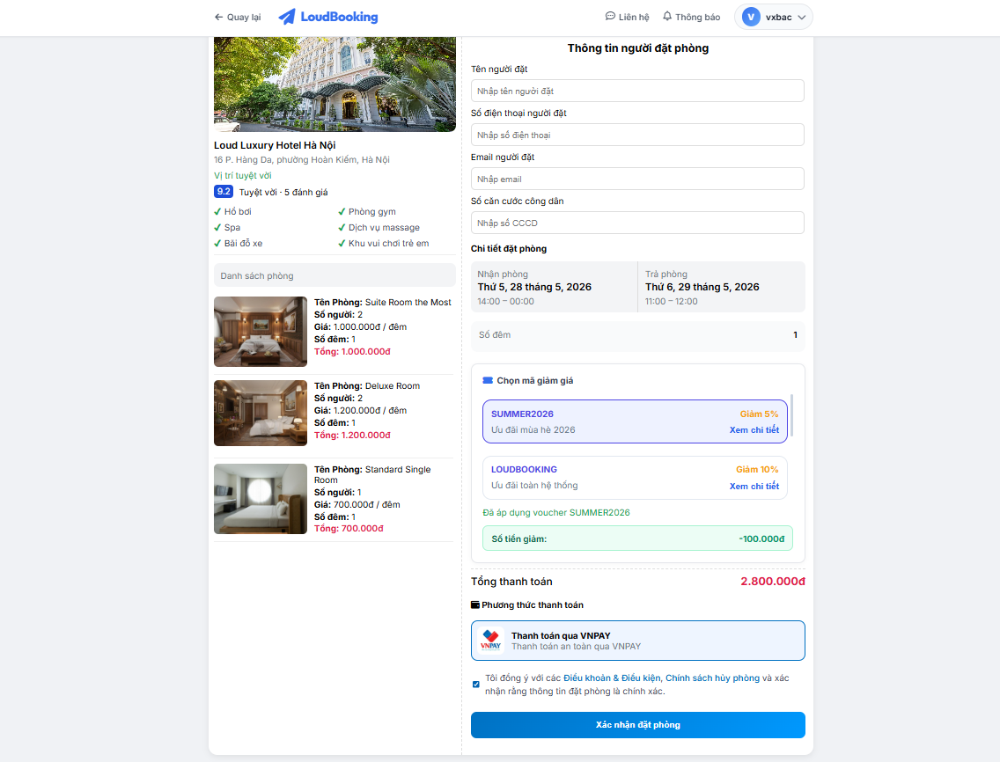 Quay lại
LoudBooking
Liên hệ
Thông báo
V
vxbac
Loud Luxury Hotel Hà Nội
16 P. Hàng Da, phường Hoàn Kiếm, Hà Nội
Vị trí tuyệt vời
9.2 Tuyệt vời · 5 đánh giá
Hồ bơi
Phòng gym
Spa
Dịch vụ massage
Bãi đỗ xe
Khu vui chơi trẻ em
Danh sách phòng
Tên Phòng: Suite Room the Most
Số người: 2
Giá: 1.000.000đ / đêm
Số đêm: 1
Tổng: 1.000.000đ
Tên Phòng: Deluxe Room
Số người: 2
Giá: 1.200.000đ / đêm
Số đêm: 1
Tổng: 1.200.000đ
Tên Phòng: Standard Single
Room
Số người: 1
Giá: 700.000đ / đêm
Số đêm: 1
Tổng: 700.000đ
Thông tin người đặt phòng
Tên người đặt
Nhập tên người đặt
Số điện thoại người đặt
Nhập số điện thoại
Email người đặt
Nhập email
Số căn cước công dân
Nhập số CCCD
Chi tiết đặt phòng
Nhận phòng
Thứ 5, 28 tháng 5, 2026
14:00 – 00:00
Trả phòng
Thứ 6, 29 tháng 5, 2026
11:00 – 12:00
Số đêm
1
Chọn mã giảm giá
SUMMER2026
Giảm 5%
Ưu đãi mùa hè 2026
Xem chi tiết
LOUDBOOKING
Giảm 10%
Ưu đãi toàn hệ thống
Xem chi tiết
Đã áp dụng voucher SUMMER2026
Số tiền giảm:
-100.000đ
Tổng thanh toán
2.800.000đ
Phương thức thanh toán
VNPAY
Thanh toán qua VNPAY
Thanh toán an toàn qua VNPAY
Tôi đồng ý với các Điều khoản & Điều kiện, Chính sách hủy phòng và xác
nhận rằng thông tin đặt phòng là chính xác.
Xác nhận đặt phòng